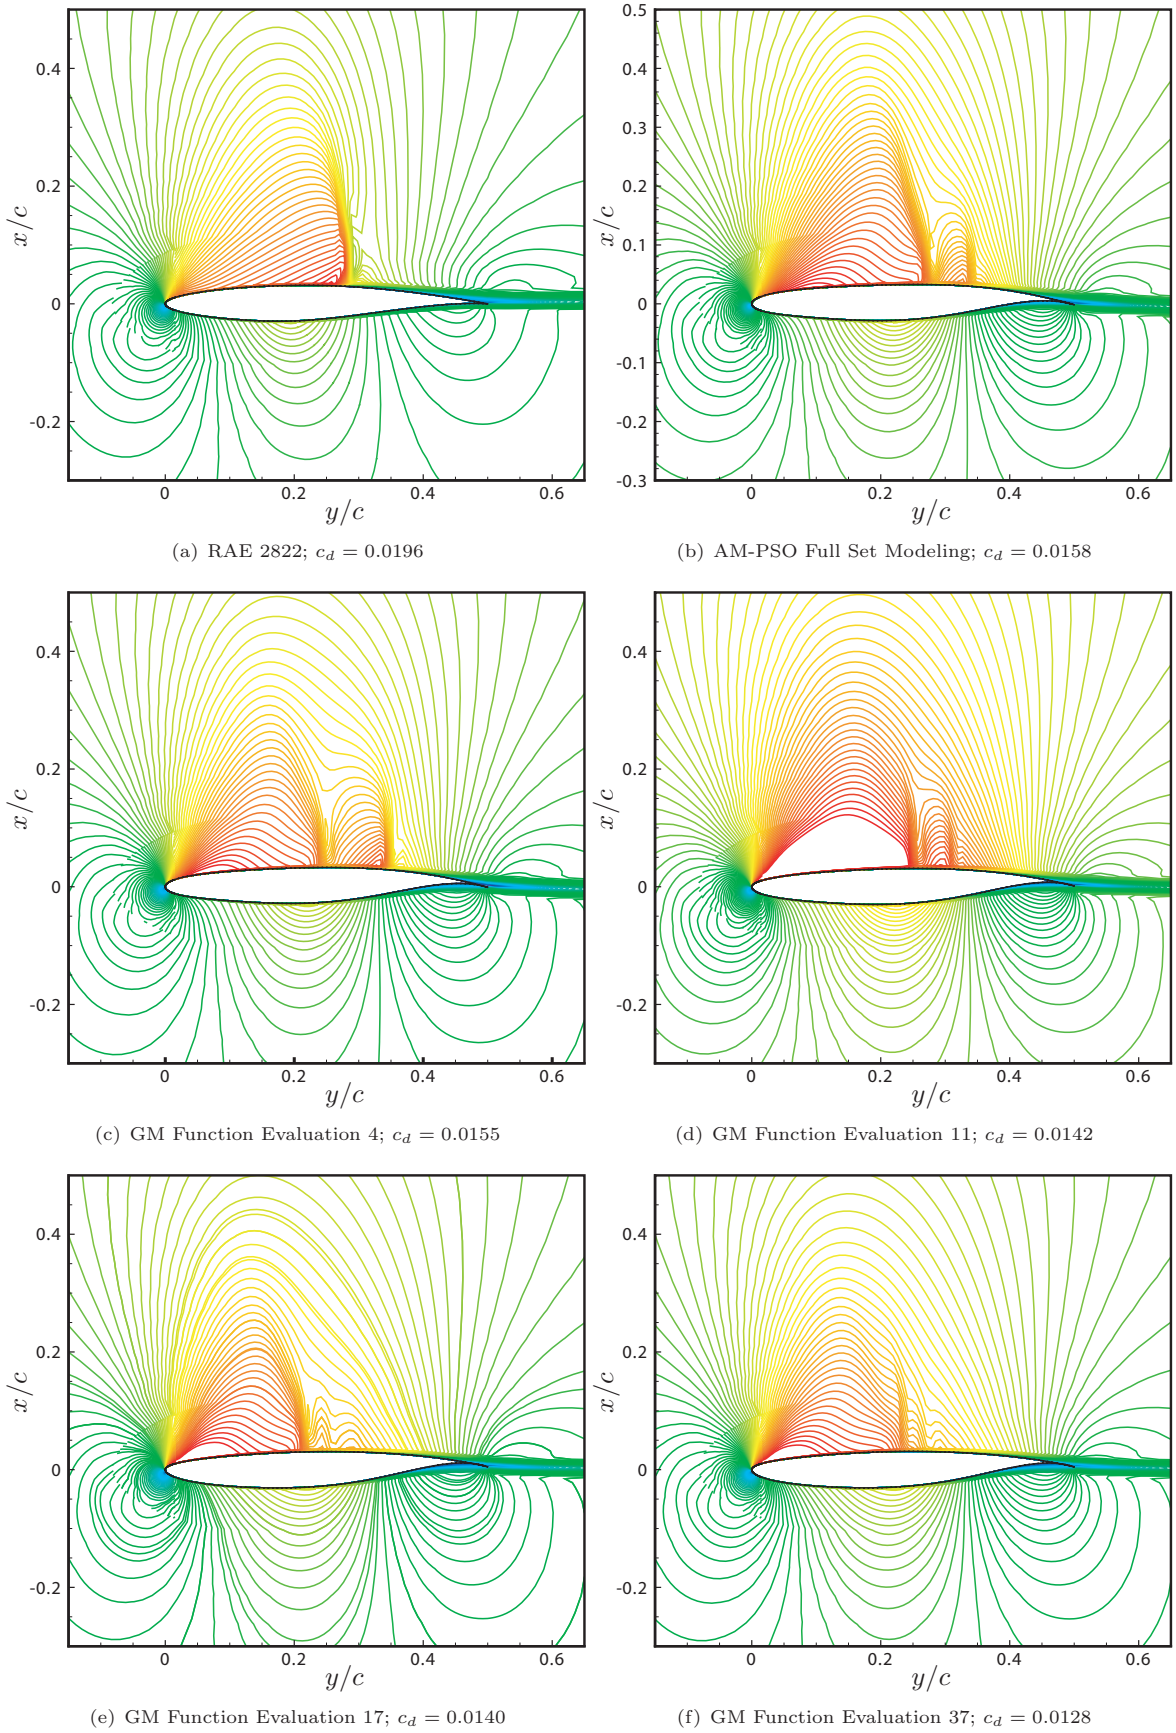 0.4
0.2
0
-0.2
x/c
0
0.2
0.4
0.6
y/c
(a) RAE 2822; c_d = 0.0196
0.5
0.4
0.3
0.2
0.1
0
-0.1
-0.2
-0.3
x/c
0
0.2
0.4
0.6
y/c
(b) AM-PSO Full Set Modeling; c_d = 0.0158
0.4
0.2
0
-0.2
x/c
0
0.2
0.4
0.6
y/c
(c) GM Function Evaluation 4; c_d = 0.0155
0.4
0.2
0
-0.2
x/c
0
0.2
0.4
0.6
y/c
(d) GM Function Evaluation 11; c_d = 0.0142
0.4
0.2
0
-0.2
x/c
0
0.2
0.4
0.6
y/c
(e) GM Function Evaluation 17; c_d = 0.0140
0.4
0.2
0
-0.2
x/c
0
0.2
0.4
0.6
y/c
(f) GM Function Evaluation 37; c_d = 0.0128